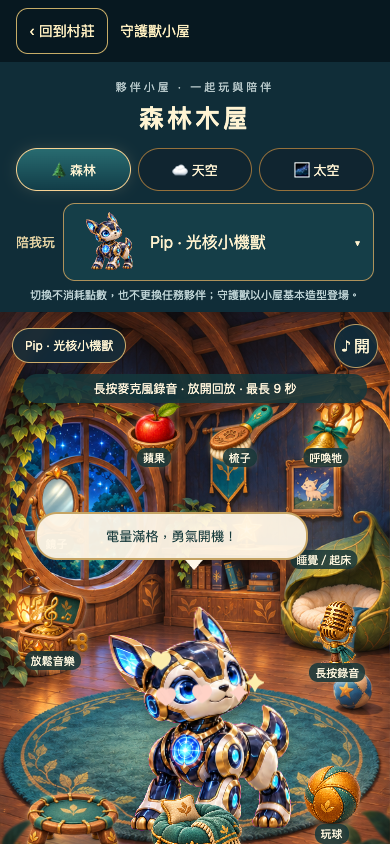 ‹ 回到村莊
守護獸小屋
夥伴小屋 · 一起玩與陪伴
森林木屋
森林
天空
太空
陪我玩
Pip · 光核小機獸
切換不消耗點數，也不更換任務夥伴；守護獸以小屋基本造型登場。
Pip · 光核小機獸
♪ 開
長按麥克風錄音 · 放開回放 · 最長 9 秒
蘋果
梳子
呼喚鈴
電量滿格，勇氣開機！
睡覺 / 起床
放鬆音樂
長按錄音
玩球